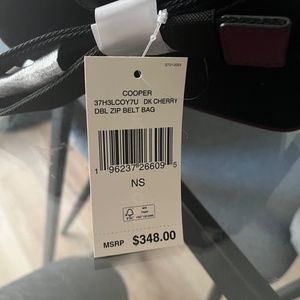 COOPER
37H3LCOY7U DK CHERRY
DBL ZIP BELT BAG
1 96237 26609 5
NS
MSRP $348.00